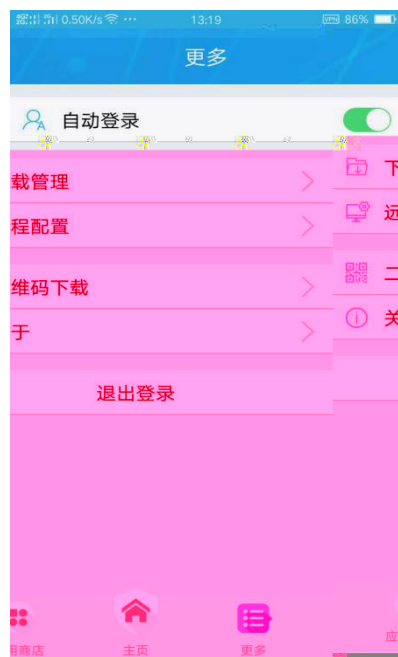 0.50K/s 13:19 VPN 86%
更多
自动登录
载管理
下
程配置
远
维码下载
二
于
关
退出登录
用商店 主页 更多 应